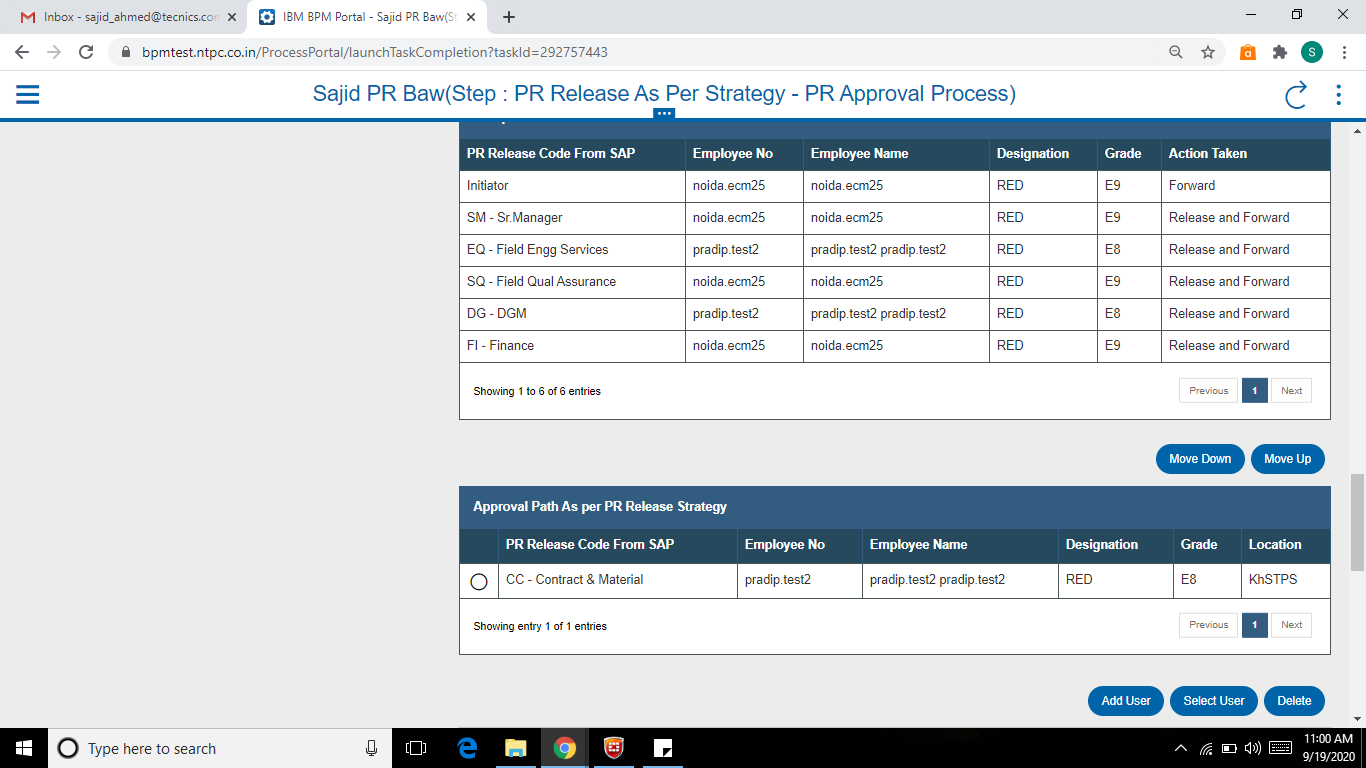 Inbox - sajid_ahmed@tecnics.con
IBM BPM Portal - Sajid PR Baw(St
bpmtest.ntpc.co.in/ProcessPortal/launchTaskCompletion?taskId=292757443
S
Sajid PR Baw(Step : PR Release As Per Strategy - PR Approval Process)
PR Release Code From SAP Employee No Employee Name Designation Grade Action Taken
Initiator noida.ecm25 noida.ecm25 RED E9 Forward
SM - Sr.Manager noida.ecm25 noida.ecm25 RED E9 Release and Forward
EQ - Field Engg Services pradip.test2 pradip.test2 pradip.test2 RED E8 Release and Forward
SQ - Field Qual Assurance noida.ecm25 noida.ecm25 RED E9 Release and Forward
DG - DGM pradip.test2 pradip.test2 pradip.test2 RED E8 Release and Forward
FI - Finance noida.ecm25 noida.ecm25 RED E9 Release and Forward
Showing 1 to 6 of 6 entries Previous 1 Next
Move Down Move Up
Approval Path As per PR Release Strategy
PR Release Code From SAP Employee No Employee Name Designation Grade Location
CC - Contract & Material pradip.test2 pradip.test2 pradip.test2 RED E8 KhSTPS
Showing entry 1 of 1 entries Previous 1 Next
Add User Select User Delete
Type here to search
11:00 AM
9/19/2020